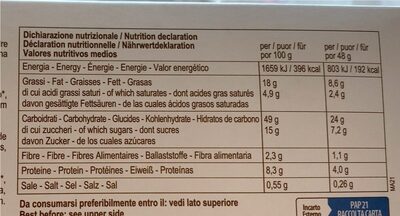 Dichiarazione nutrizionale / Nutrition declaration
Déclaration nutritionnelle / Nährwertdeklaration
Valores nutritivos medios
per / pour / für
por 100 g
per / pour / für
por 48 g
Energia - Energy - Énergie - Energie - Valor energético 1659 kJ / 396 kcal 803 kJ / 192 kcal
Grassi - Fat - Graisses - Fett - Grasas 18 g 8,6 g
di cui acidi grassi saturi - of which saturates - dont acides gras saturés 4,9 g 2,4 g
davon gesättigte Fettsäuren - de las cuales ácidos grasos saturadas
Carboidrati - Carbohydrate - Glucides - Kohlenhydrate - Hidratos de carbono 49 g 24 g
di cui zuccheri - of which sugars - dont sucres 15 g 7,2 g
davon Zucker - de los cuales azúcares
Fibre - Fibre - Fibres Alimentaires - Ballaststoffe - Fibra alimentaria 2,3 g 1,1 g
Proteine - Protein - Protéines - Eiweiß - Proteínas 8,3 g 4,0 g
Sale - Salt - Sel - Salz - Sal 0,55 g 0,26 g
MA/21
Da consumarsi preferibilmente entro il: vedi lato superiore
Best before: see upper side
Incarto
Esterno
PAP 21
RACCOLTA CARTA